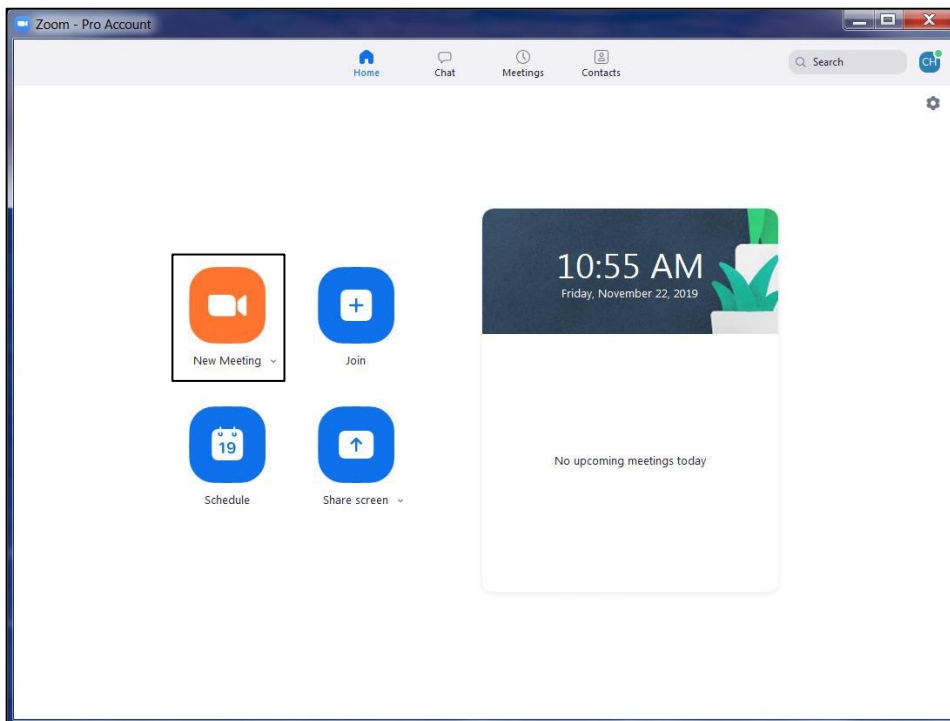 Zoom - Pro Account
Home Chat Meetings Contacts Search CH
10:55 AM
Friday, November 22, 2019
New Meeting Join
19
Schedule Share screen
No upcoming meetings today